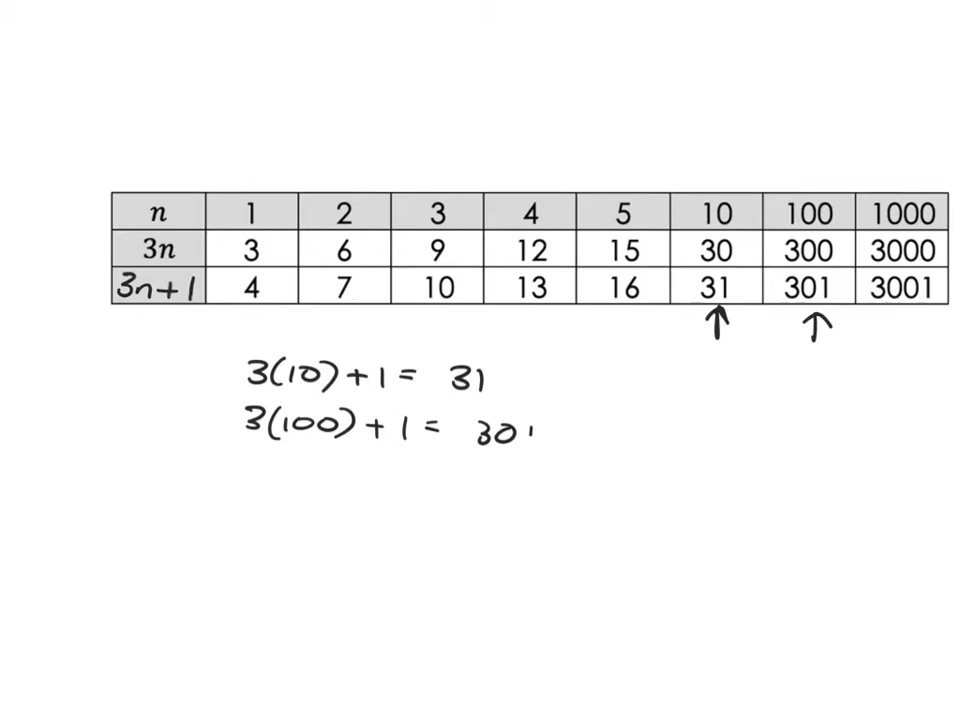 n 1 2 3 4 5 10 100 1000
3n 3 6 9 12 15 30 300 3000
3n+1 4 7 10 13 16 31 301 3001
↑ ↑
3(10)+1= 31
3(100)+1= 301